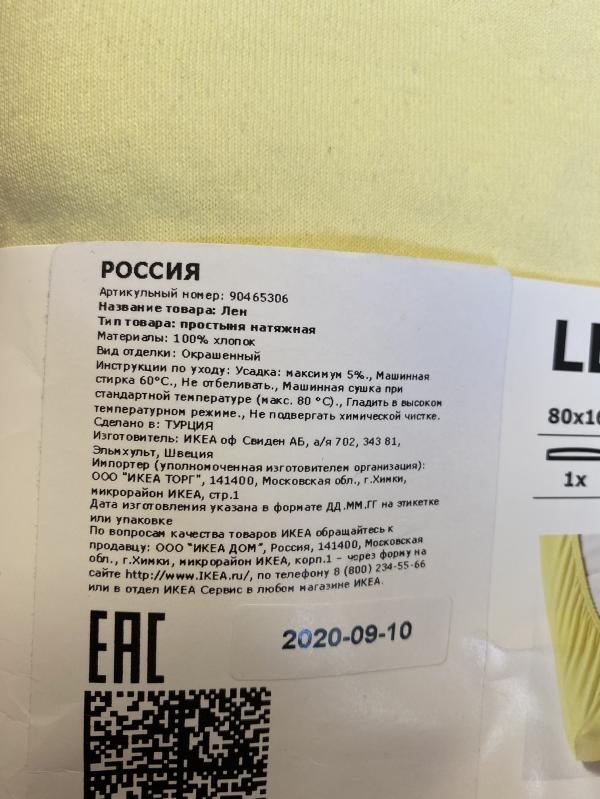 РОССИЯ
Артикульный номер: 90465306
Название товара: Лен
Тип товара: простыня натяжная
Материалы: 100% хлопок
Вид отделки: Окрашенный
Инструкции по уходу: Усадка: максимум 5%., Машинная
стирка 60°C., Не отбеливать., Машинная сушка при
стандартной температуре (макс. 80 °C)., Гладить в высоком
температурном режиме., Не подвергать химической чистке.
Сделано в: ТУРЦИЯ
Изготовитель: ИКЕА оф Свиден АБ, а/я 702, 343 81,
Эльмхульт, Швеция
Импортер (уполномоченная изготовителем организация):
ООО "ИКЕА ТОРГ", 141400, Московская обл., г.Химки,
микрорайон ИКЕА, стр.1
Дата изготовления указана в формате ДД.ММ.ГГ на этикетке
или упаковке
По вопросам качества товаров ИКЕА обращайтесь к
продавцу: ООО "ИКЕА ДОМ", Россия, 141400, Московская
обл., г.Химки, микрорайон ИКЕА, корп.1 – через форму на
сайте http://www.IKEA.ru/, по телефону 8 (800) 234-55-66
или в отдел ИКЕА Сервис в любом магазине ИКЕА.
EAC
2020-09-10
80x16
1x